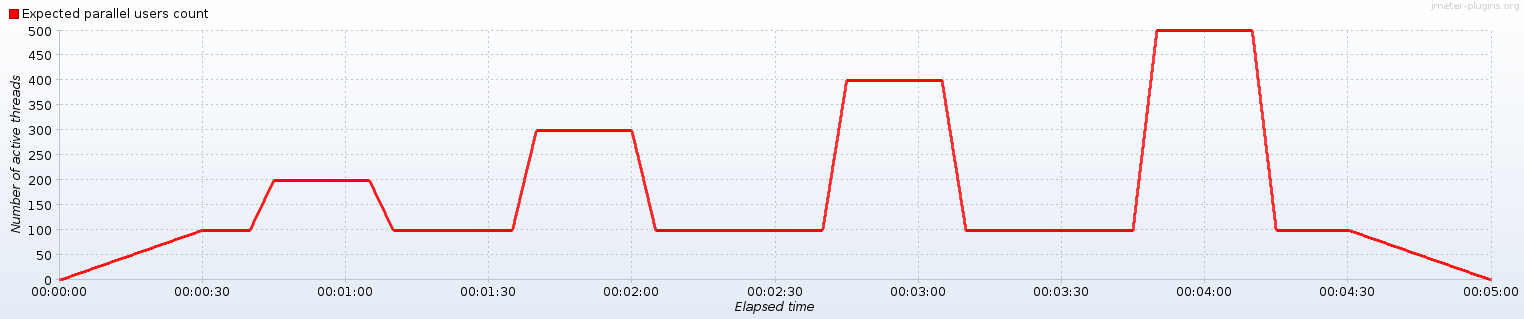 jmeter-plugins.org
Expected parallel users count
500
450
400
350
300
250
200
150
100
50
0
Number of active threads
00:00:00 00:00:30 00:01:00 00:01:30 00:02:00 00:02:30 00:03:00 00:03:30 00:04:00 00:04:30 00:05:00
Elapsed time